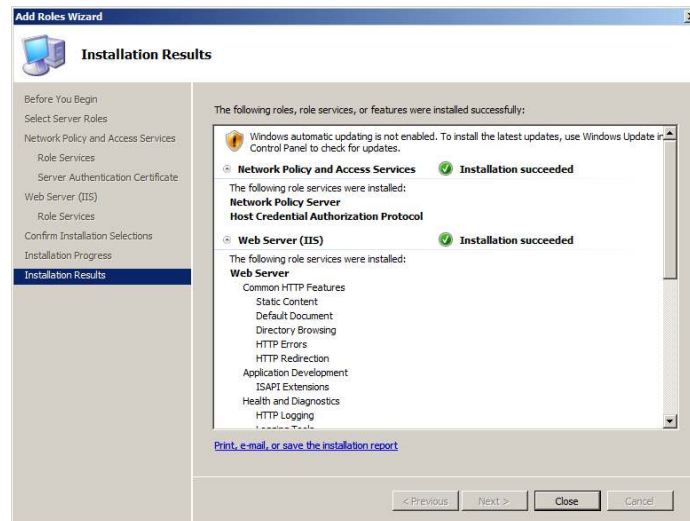 Add Roles Wizard
Installation Results
Before You Begin
Select Server Roles
Network Policy and Access Services
Role Services
Server Authentication Certificate
Web Server (IIS)
Role Services
Confirm Installation Selections
Installation Progress
Installation Results
The following roles, role services, or features were installed successfully:
Windows automatic updating is not enabled. To install the latest updates, use Windows Update in
Control Panel to check for updates.
Network Policy and Access Services Installation succeeded
The following role services were installed:
Network Policy Server
Host Credential Authorization Protocol
Web Server (IIS) Installation succeeded
The following role services were installed:
Web Server
Common HTTP Features
Static Content
Default Document
Directory Browsing
HTTP Errors
HTTP Redirection
Application Development
ISAPI Extensions
Health and Diagnostics
HTTP Logging
Logging Tools
Print, e-mail, or save the installation report
< Previous Next > Close Cancel